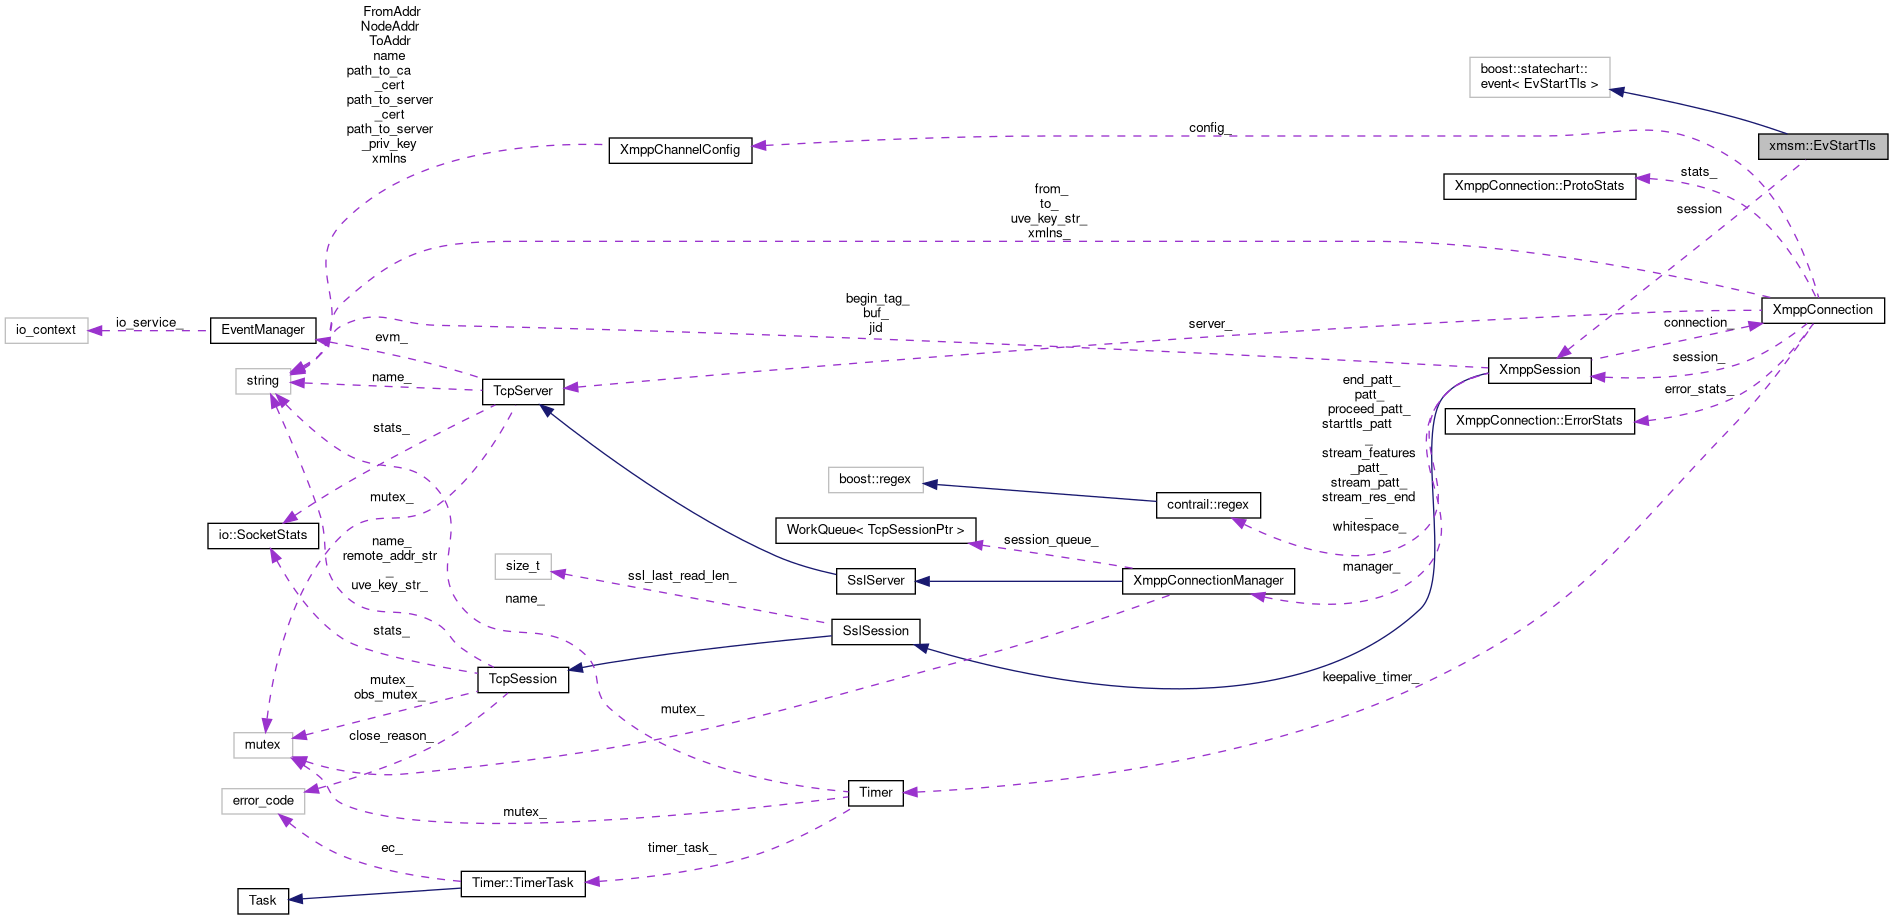 FromAddr
NodeAddr
ToAddr
name
path_to_ca
_cert
path_to_server
_cert
path_to_server
_priv_key
xmlns
boost::statechart::
event< EvStartTls >
config_
xmsm::EvStartTls
XmppChannelConfig
stats_
XmppConnection::ProtoStats
from_
to_
uve_key_str_
xmlns_
session
begin_tag_
buf_
jid
XmppConnection
io_context
io_service_
EventManager
server_
connection_
evm_
session_
name_
string
TcpServer
XmppSession
end_patt_
patt_
proceed_patt_
starttls_patt
_
stream_features
_patt_
stream_patt_
stream_res_end
_
whitespace_
error_stats_
XmppConnection::ErrorStats
stats_
boost::regex
contrail::regex
mutex_
io::SocketStats
WorkQueue< TcpSessionPtr >
session_queue_
name_
remote_addr_str
_
uve_key_str_
size_t
ssl_last_read_len_
SslServer
XmppConnectionManager
manager_
name_
stats_
SslSession
TcpSession
keepalive_timer_
mutex_
obs_mutex_
mutex_
close_reason_
mutex
error_code
Timer
mutex_
ec_
timer_task_
Timer::TimerTask
Task